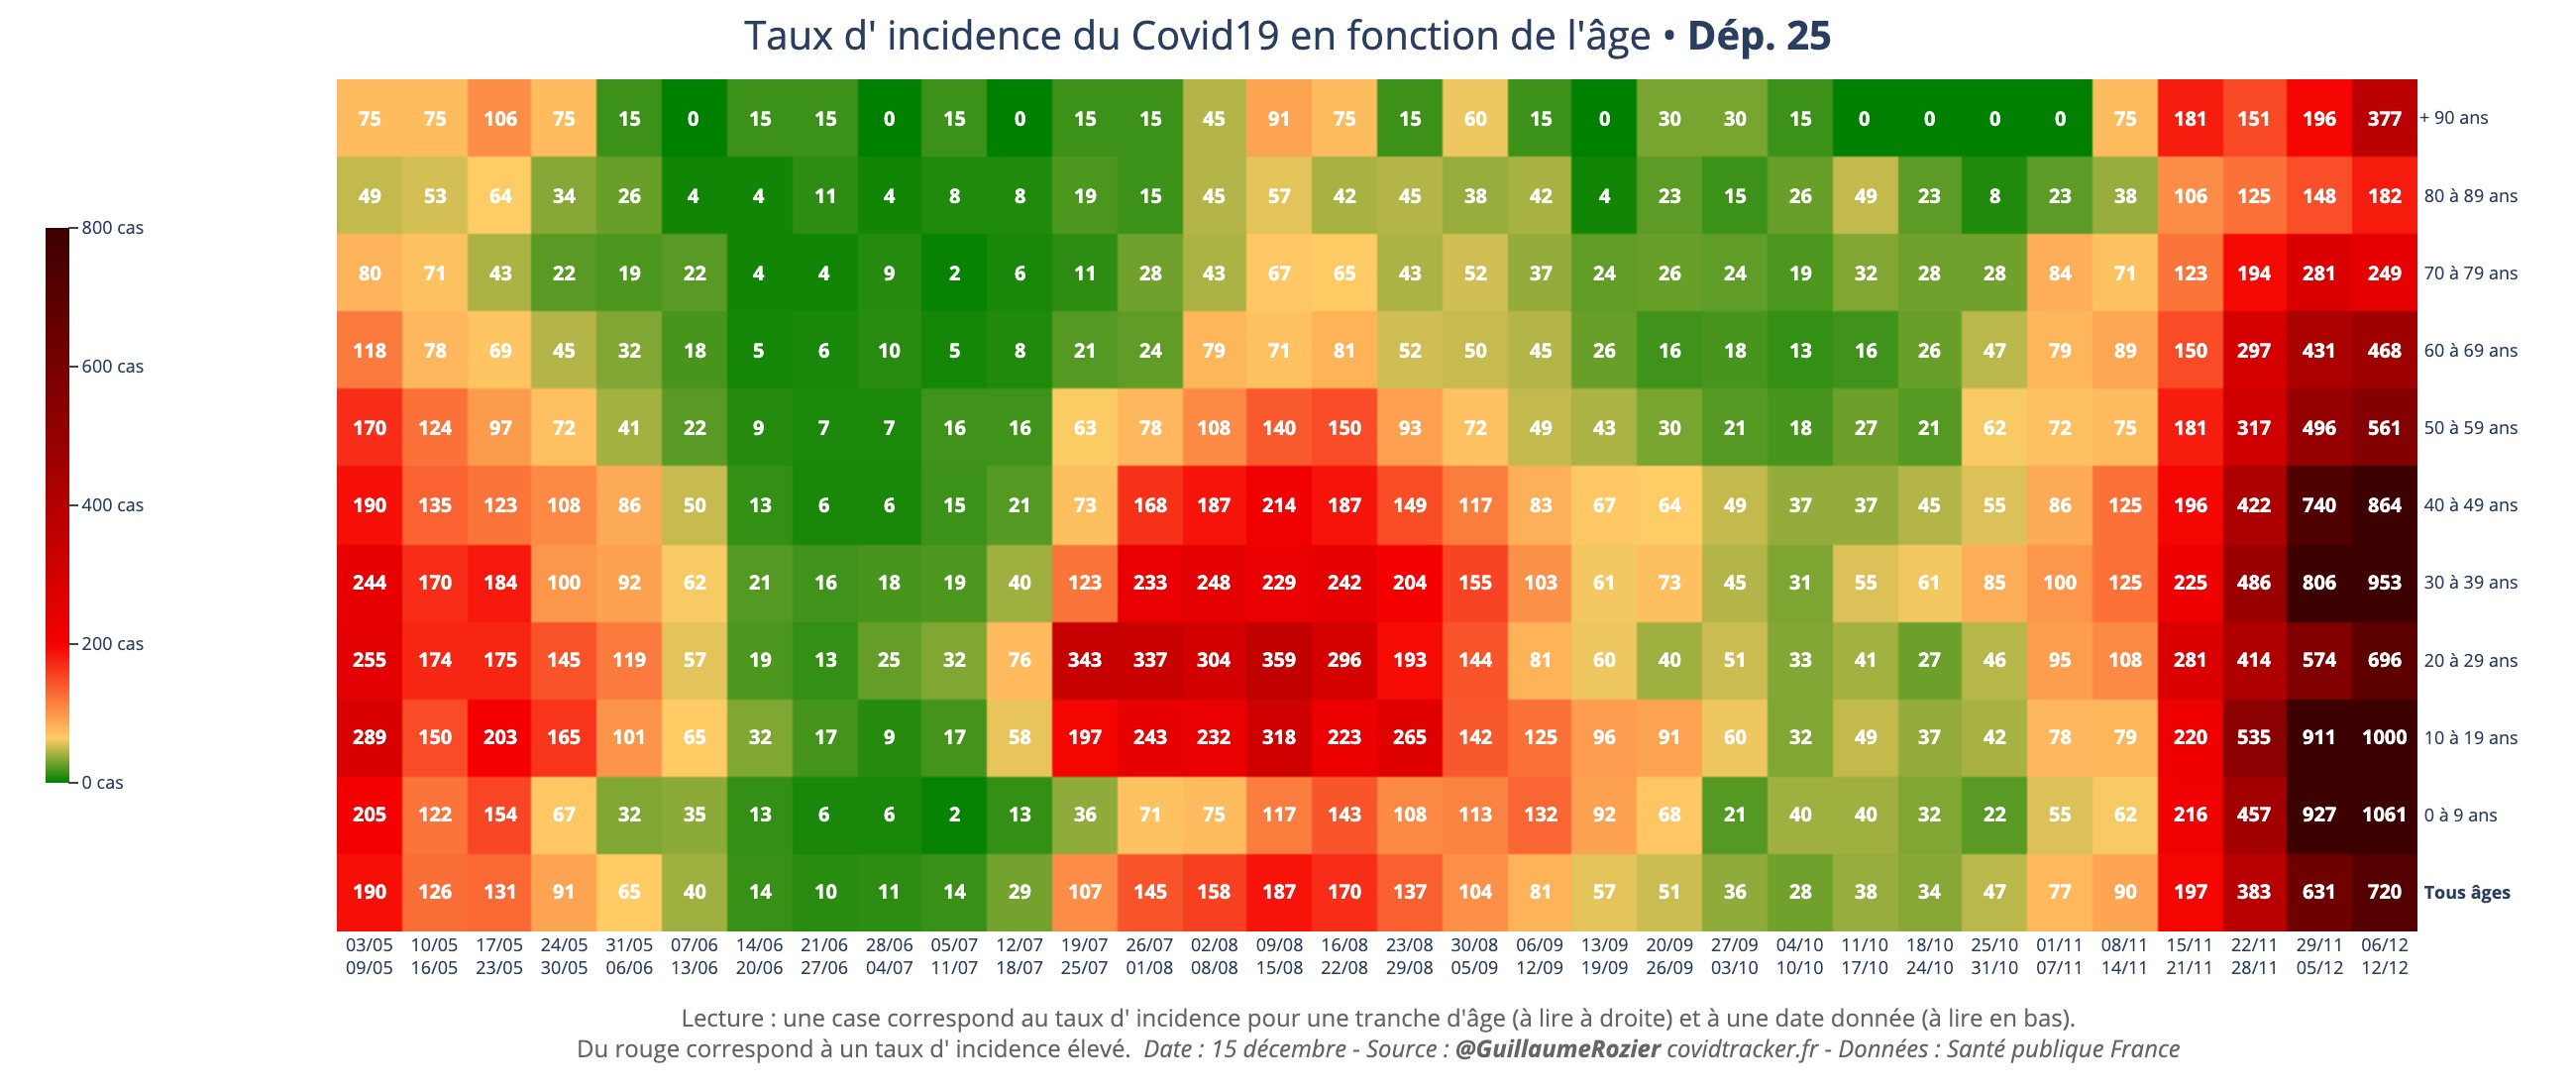 Taux d' incidence du Covid19 en fonction de l'âge • Dép. 25
75 75 106 75 15 0 15 15 0 15 0 15 15 45 91 75 15 60 15 0 30 30 15 0 0 0 0 75 181 151 196 377 + 90 ans
49 53 64 34 26 4 4 11 4 8 8 19 15 45 57 42 45 38 42 4 23 15 26 49 23 8 23 38 106 125 148 182 80 à 89 ans
800 cas
80 71 43 22 19 22 4 4 9 2 6 11 28 43 67 65 43 52 37 24 26 24 19 32 28 28 84 71 123 194 281 249 70 à 79 ans
118 78 69 45 32 18 5 6 10 5 8 21 24 79 71 81 52 50 45 26 16 18 13 16 26 47 79 89 150 297 431 468 60 à 69 ans
600 cas
170 124 97 72 41 22 9 7 7 16 16 63 78 108 140 150 93 72 49 43 30 21 18 27 21 62 72 75 181 317 496 561 50 à 59 ans
400 cas
190 135 123 108 86 50 13 6 6 15 21 73 168 187 214 187 149 117 83 67 64 49 37 37 45 55 86 125 196 422 740 864 40 à 49 ans
244 170 184 100 92 62 21 16 18 19 40 123 233 248 229 242 204 155 103 61 73 45 31 55 61 85 100 125 225 486 806 953 30 à 39 ans
200 cas
255 174 175 145 119 57 19 13 25 32 76 343 337 304 359 296 193 144 81 60 40 51 33 41 27 46 95 108 281 414 574 696 20 à 29 ans
289 150 203 165 101 65 32 17 9 17 58 197 243 232 318 223 265 142 125 96 91 60 32 49 37 42 78 79 220 535 911 1000 10 à 19 ans
0 cas
205 122 154 67 32 35 13 6 6 2 13 36 71 75 117 143 108 113 132 92 68 21 40 40 32 22 55 62 216 457 927 1061 0 à 9 ans
190 126 131 91 65 40 14 10 11 14 29 107 145 158 187 170 137 104 81 57 51 36 28 38 34 47 77 90 197 383 631 720 Tous âges
03/05 10/05 17/05 24/05 31/05 07/06 14/06 21/06 28/06 05/07 12/07 19/07 26/07 02/08 09/08 16/08 23/08 30/08 06/09 13/09 20/09 27/09 04/10 11/10 18/10 25/10 01/11 08/11 15/11 22/11 29/11 06/12
09/05 16/05 23/05 30/05 06/06 13/06 20/06 27/06 04/07 11/07 18/07 25/07 01/08 08/08 15/08 22/08 29/08 05/09 12/09 19/09 26/09 03/10 10/10 17/10 24/10 31/10 07/11 14/11 21/11 28/11 05/12 12/12
Lecture : une case correspond au taux d' incidence pour une tranche d'âge (à lire à droite) et à une date donnée (à lire en bas).
Du rouge correspond à un taux d' incidence élevé. Date : 15 décembre - Source : @GuillaumeRozier covidtracker.fr - Données : Santé publique France